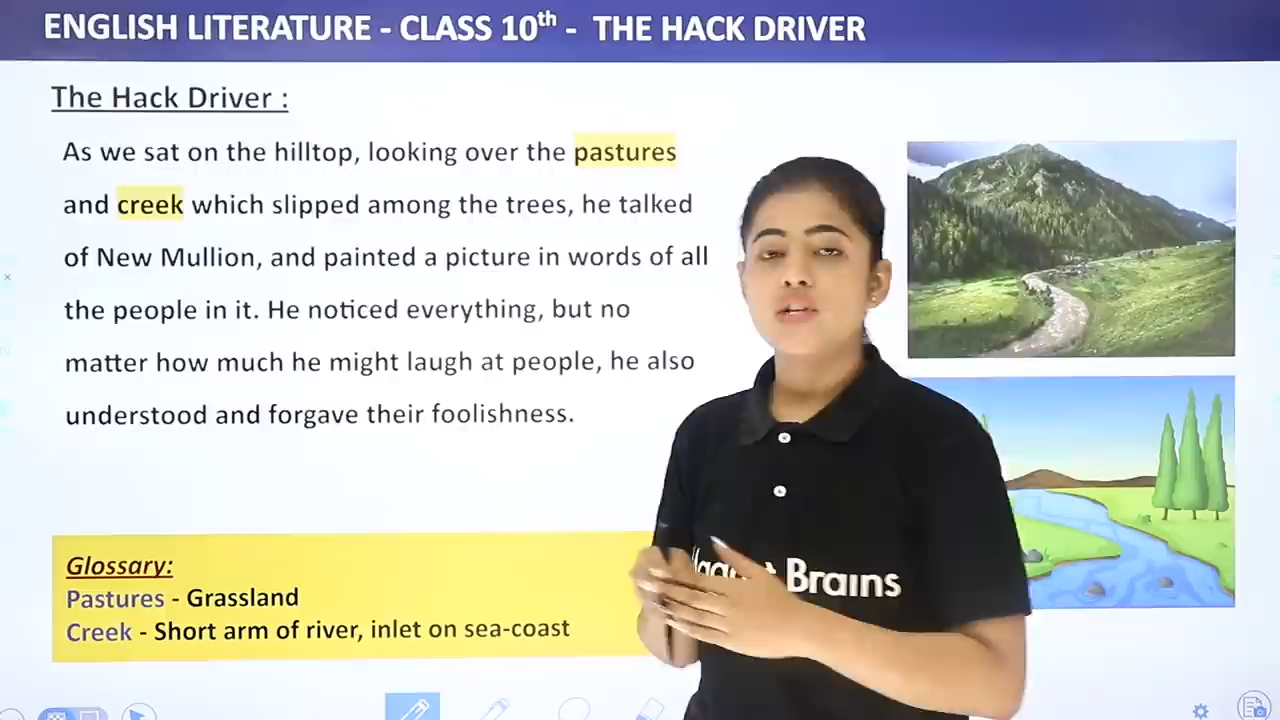 ENGLISH LITERATURE - CLASS 10th - THE HACK DRIVER
The Hack Driver :
As we sat on the hilltop, looking over the pastures
and creek which slipped among the trees, he talked
of New Mullion, and painted a picture in words of all
the people in it. He noticed everything, but no
matter how much he might laugh at people, he also
understood and forgave their foolishness.
Glossary:
Pastures - Grassland
Creek - Short arm of river, inlet on sea-coast
Brains